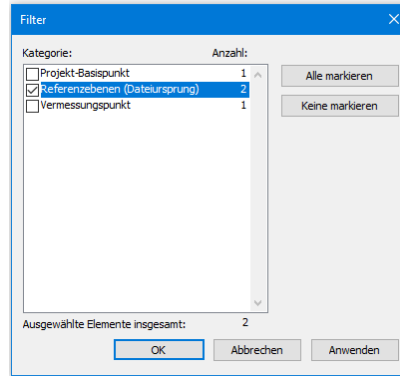 Filter
Kategorie: Anzahl:
Projekt-Basispunkt 1
Alle markieren
Referenzebenen (Dateiursprung) 2
Vermessungspunkt 1
Keine markieren
Ausgewählte Elemente insgesamt: 2
OK Abbrechen Anwenden